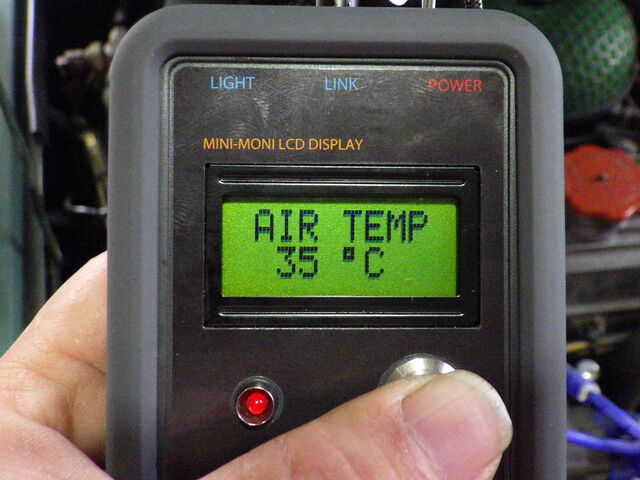 LIGHT LINK POWER
MINI-MONI LCD DISPLAY
AIR TEMP
35 °C